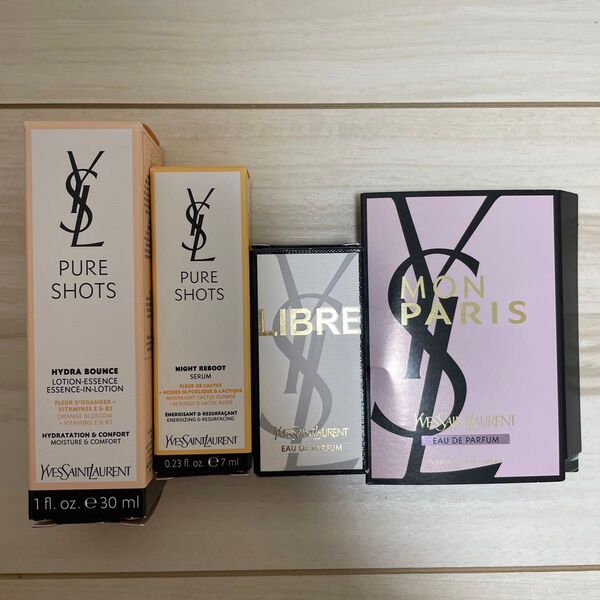 YSL
PURE
SHOTS
HYDRA BOUNCE
LOTION-ESSENCE
ESSENCE-IN-LOTION
FLEUR D'ORANGER +
VITAMINES E & B3
ORANGE BLOSSOM
+ VITAMINS E & B3
HYDRATATION & CONFORT
MOISTURE & COMFORT
YVESSAINTLAURENT
1 fl. oz. e 30 ml
YSL
PURE
SHOTS
NIGHT REBOOT
SERUM
FLEUR DE CACTUS
+ ACIDES GLYCOLIQUE & LACTIQUE
MOONLIGHT CACTUS FLOWER
+ GLYCOLIC & LACTIC ACIDE
ÉNERGISANT & RESURFAÇANT
ENERGIZING & RESURFACING
YVESSAINTLAURENT
0.23 fl. oz. e 7 ml
LIBRE
YVESSAINTLAURENT
EAU DE PARFUM
YSL
MON
PARIS
YVESSAINTLAURENT
EAU DE PARFUM